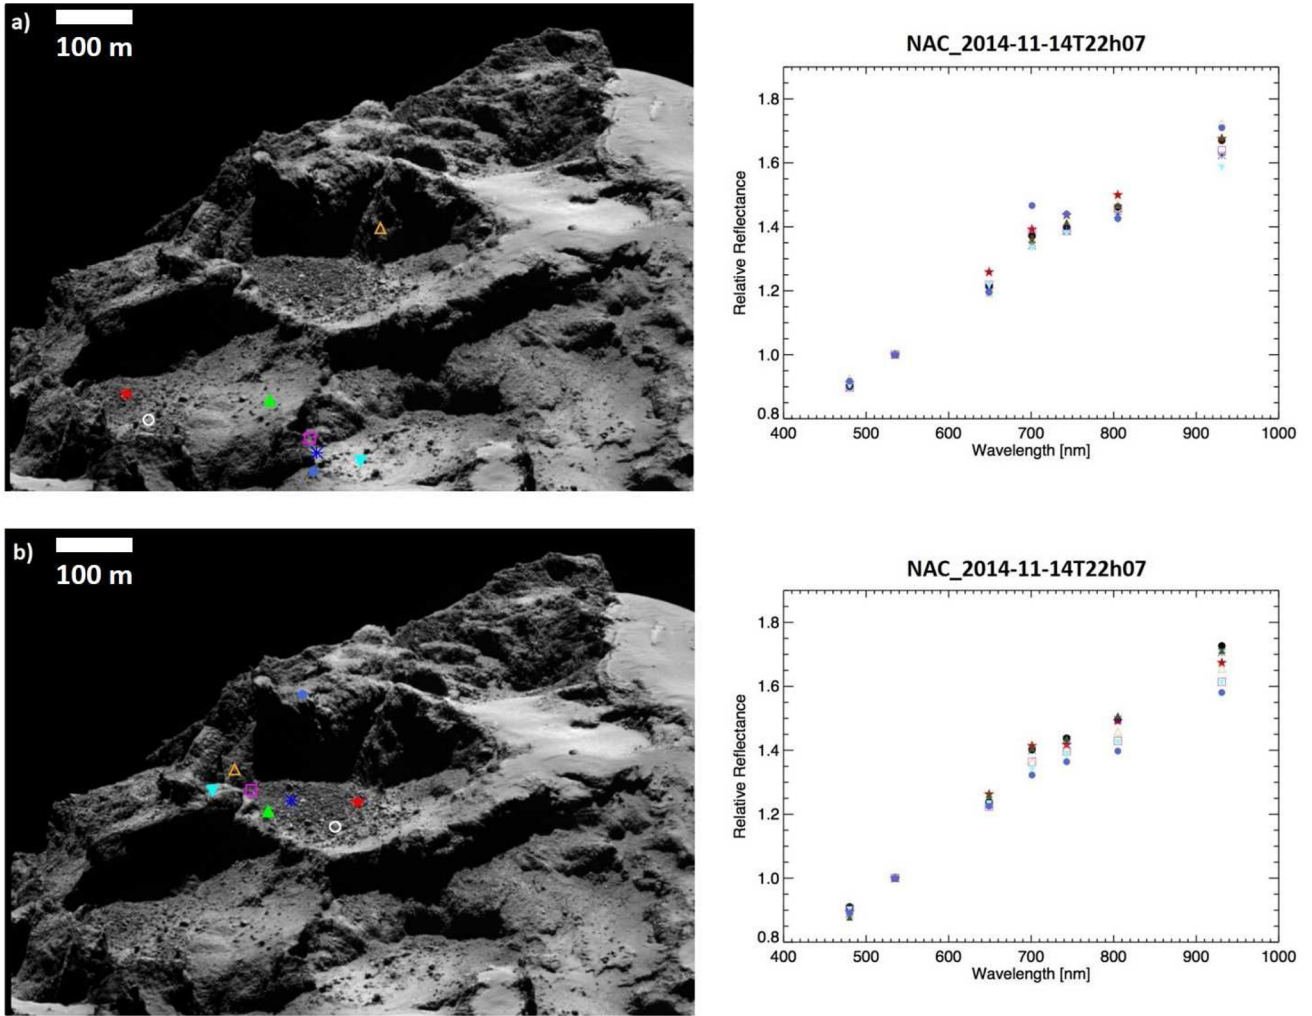 a)
100 m
NAC_2014-11-14T22h07
Relative Reflectance
1.8
1.6
1.4
1.2
1.0
0.8
400 500 600 700 800 900 1000
Wavelength [nm]
b)
100 m
NAC_2014-11-14T22h07
Relative Reflectance
1.8
1.6
1.4
1.2
1.0
0.8
400 500 600 700 800 900 1000
Wavelength [nm]